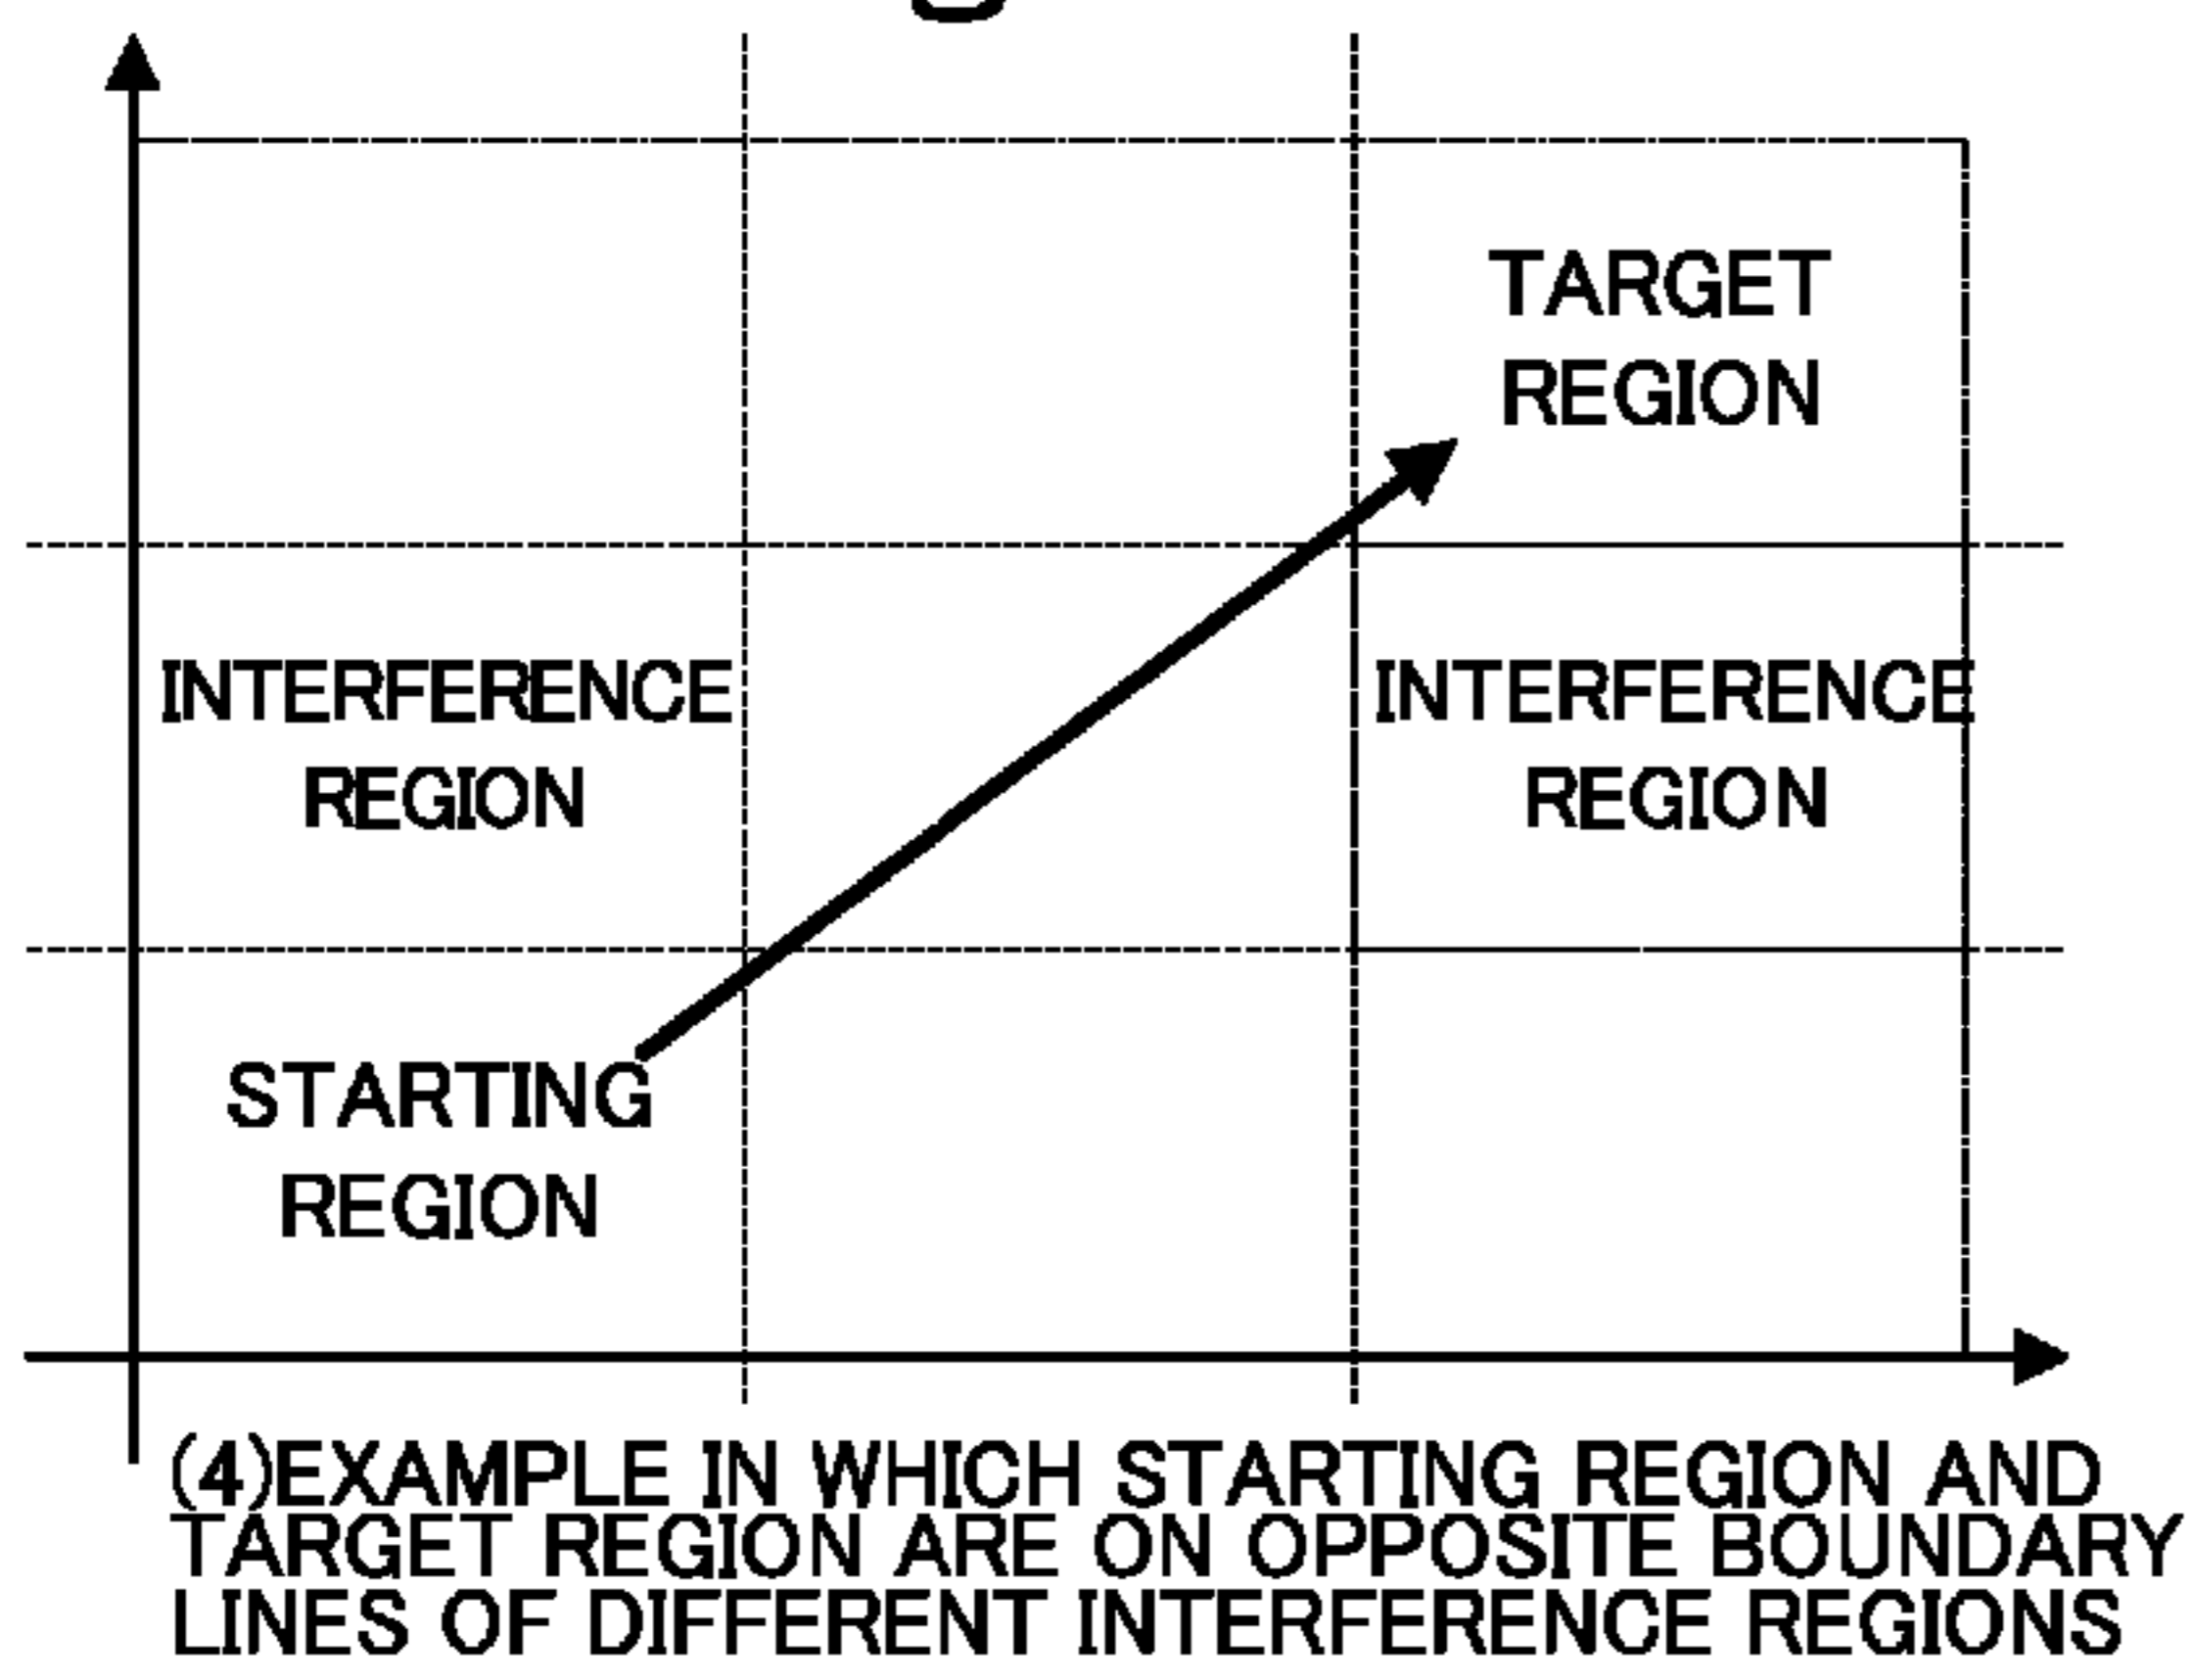 TARGET
REGION
INTERFERENCE
REGION
INTERFERENCE
REGION
STARTING
REGION
(4)EXAMPLE IN WHICH STARTING REGION AND
TARGET REGION ARE ON OPPOSITE BOUNDARY
LINES OF DIFFERENT INTERFERENCE REGIONS